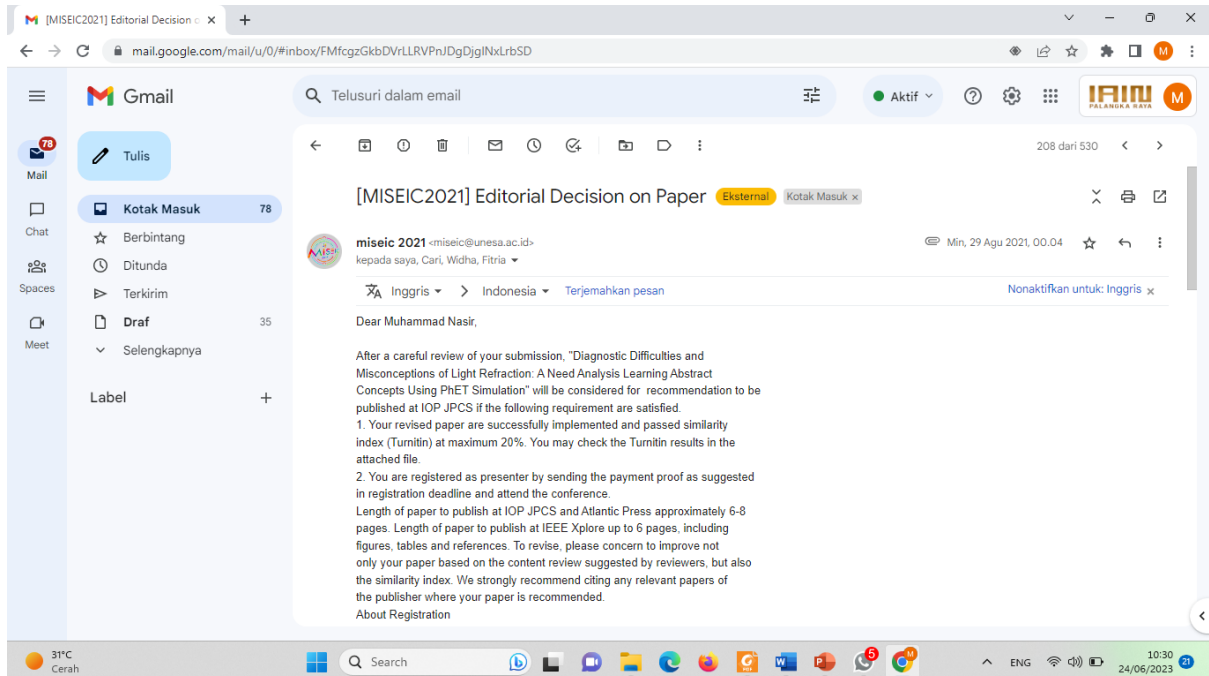 [MISEIC2021] Editorial Decision o
mail.google.com/mail/u/0/#inbox/FMfcgzGkbDVrLLRVPnJDgDjglNxLrbSD
M
Gmail
Telusuri dalam email
Aktif
IAIN
PALANGKA RAYA
M
78
Mail
Chat
Spaces
Meet
Tulis
Kotak Masuk 78
Berbintang
Ditunda
Terkirim
Draf 35
Selengkapnya
Label
208 dari 530
[MISEIC2021] Editorial Decision on Paper Eksternal Kotak Masuk x
miseic 2021 <miseic@unesa.ac.id> Min, 29 Agu 2021, 00.04
kepada saya, Cari, Widha, Fitria
Inggris > Indonesia Terjemahkan pesan Nonaktifkan untuk: Inggris x
Dear Muhammad Nasir,
After a careful review of your submission, "Diagnostic Difficulties and
Misconceptions of Light Refraction: A Need Analysis Learning Abstract
Concepts Using PhET Simulation" will be considered for recommendation to be
published at IOP JPCS if the following requirement are satisfied.
1. Your revised paper are successfully implemented and passed similarity
index (Turnitin) at maximum 20%. You may check the Turnitin results in the
attached file.
2. You are registered as presenter by sending the payment proof as suggested
in registration deadline and attend the conference.
Length of paper to publish at IOP JPCS and Atlantic Press approximately 6-8
pages. Length of paper to publish at IEEE Xplore up to 6 pages, including
figures, tables and references. To revise, please concern to improve not
only your paper based on the content review suggested by reviewers, but also
the similarity index. We strongly recommend citing any relevant papers of
the publisher where your paper is recommended.
About Registration
31°C
Cerah
Search
5
ENG
10:30
24/06/2023
21